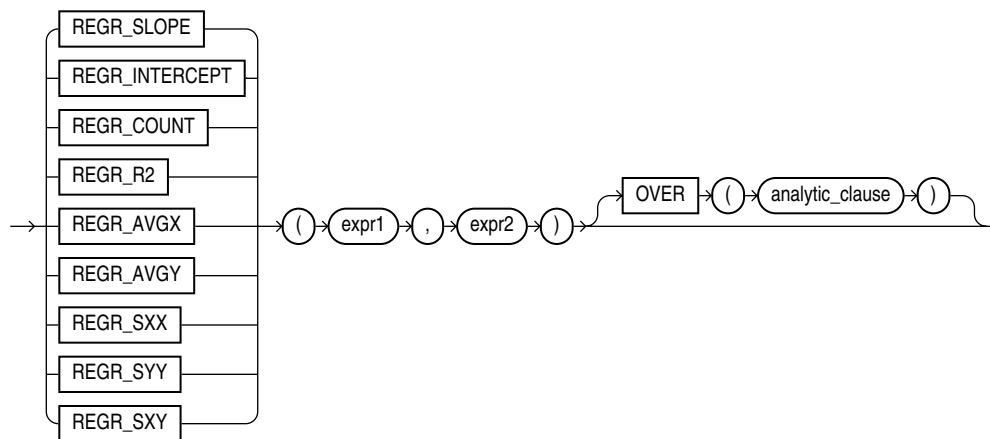 REGR_SLOPE
REGR_INTERCEPT
REGR_COUNT
REGR_R2
REGR_AVGX
REGR_AVGY
REGR_SXX
REGR_SYY
REGR_SXY
( expr1 , expr2 )
OVER ( analytic_clause )